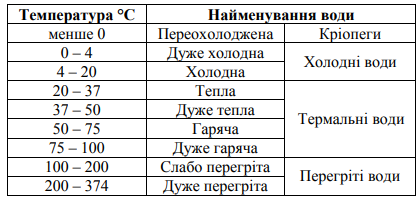 Температура °С Найменування води
менше 0 Переохолоджена Кріопеги
0 – 4 Дуже холодна Холодні води
4 – 20 Холодна
20 – 37 Тепла Термальні води
37 – 50 Дуже тепла
50 – 75 Гаряча
75 – 100 Дуже гаряча
100 – 200 Слабо перегріта Перегріті води
200 – 374 Дуже перегріта